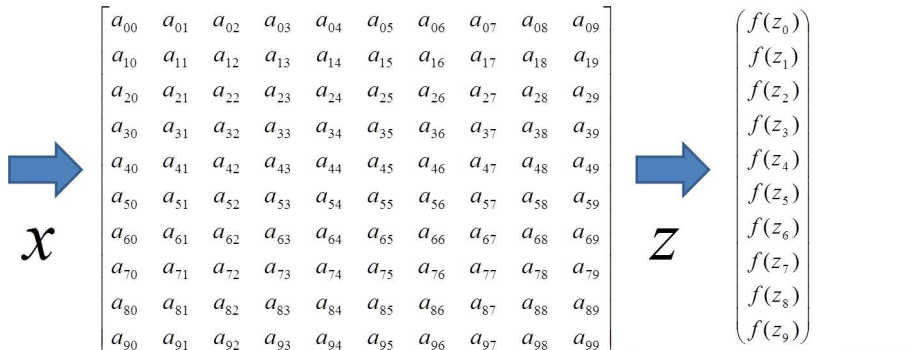 a₀₀ a₀₁ a₀₂ a₀₃ a₀₄ a₀₅ a₀₆ a₀₇ a₀₈ a₀₉ f(z₀)
a₁₀ a₁₁ a₁₂ a₁₃ a₁₄ a₁₅ a₁₆ a₁₇ a₁₈ a₁₉ f(z₁)
a₂₀ a₂₁ a₂₂ a₂₃ a₂₄ a₂₅ a₂₆ a₂₇ a₂₈ a₂₉ f(z₂)
a₃₀ a₃₁ a₃₂ a₃₃ a₃₄ a₃₅ a₃₆ a₃₇ a₃₈ a₃₉ f(z₃)
a₄₀ a₄₁ a₄₂ a₄₃ a₄₄ a₄₅ a₄₆ a₄₇ a₄₈ a₄₉ f(z₄)
a₅₀ a₅₁ a₅₂ a₅₃ a₅₄ a₅₅ a₅₆ a₅₇ a₅₈ a₅₉ f(z₅)
x a₆₀ a₆₁ a₆₂ a₆₃ a₆₄ a₆₅ a₆₆ a₆₇ a₆₈ a₆₉ z f(z₆)
a₇₀ a₇₁ a₇₂ a₇₃ a₇₄ a₇₅ a₇₆ a₇₇ a₇₈ a₇₉ f(z₇)
a₈₀ a₈₁ a₈₂ a₈₃ a₈₄ a₈₅ a₈₆ a₈₇ a₈₈ a₈₉ f(z₈)
a₉₀ a₉₁ a₉₂ a₉₃ a₉₄ a₉₅ a₉₆ a₉₇ a₉₈ a₉₉ f(z₉)